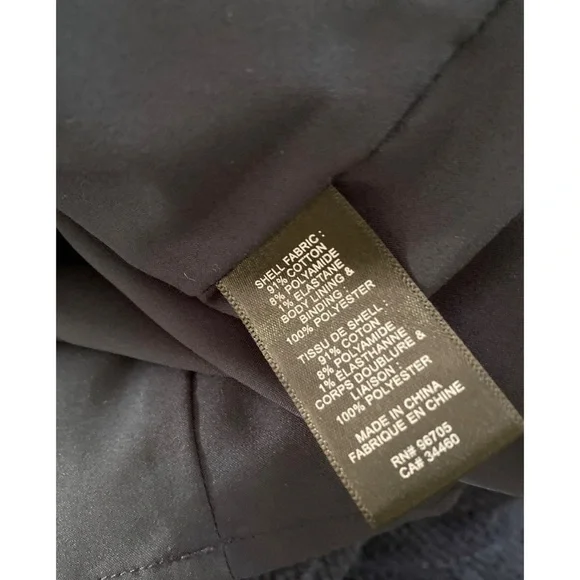 SHELL FABRIC :
91% COTTON
8% POLYAMIDE
1% ELASTANE
BODY LINING &
BINDING :
100% POLYESTER
TISSU DE SHELL :
91% COTON
8% POLYAMIDE
1% ÉLASTHANNE
CORPS DOUBLURE &
LIAISON :
100% POLYESTER
MADE IN CHINA
FABRIQUE EN CHINE
RN# 96705
CA# 34460